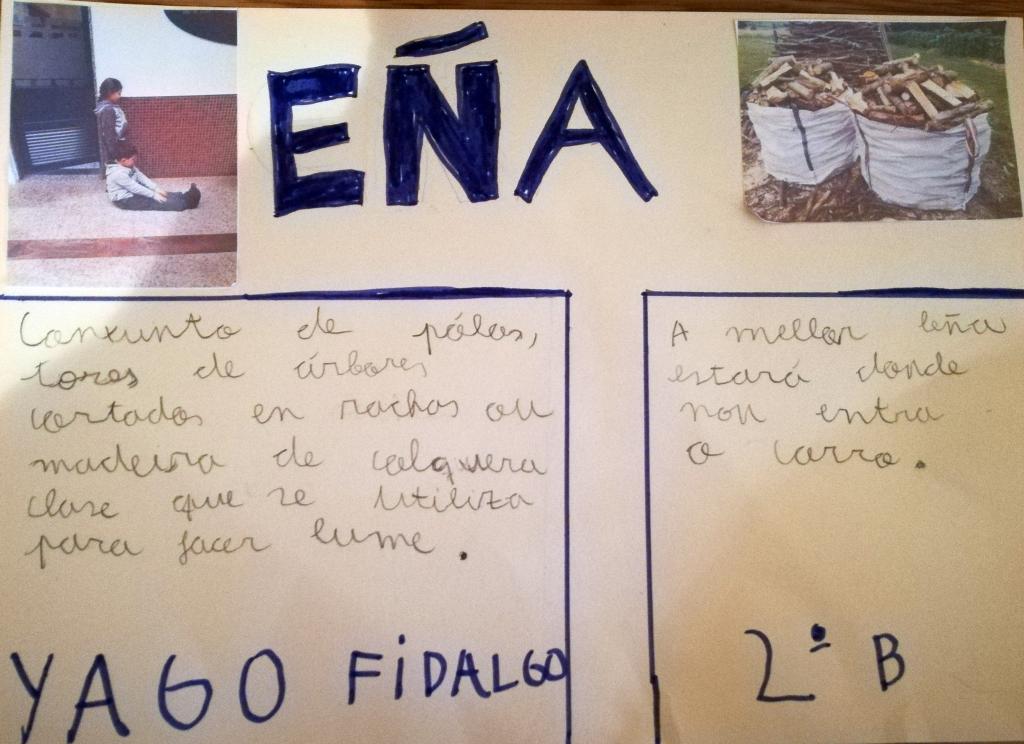 EÑA
Conxunto de pólas,
toros de árbores
cortados en rachas ou
madeira de calquera
clase que se utiliza
para facer lume.
A mellor leña
estará donde
non entra
o carro.
YAGO FIDALGO
2º B